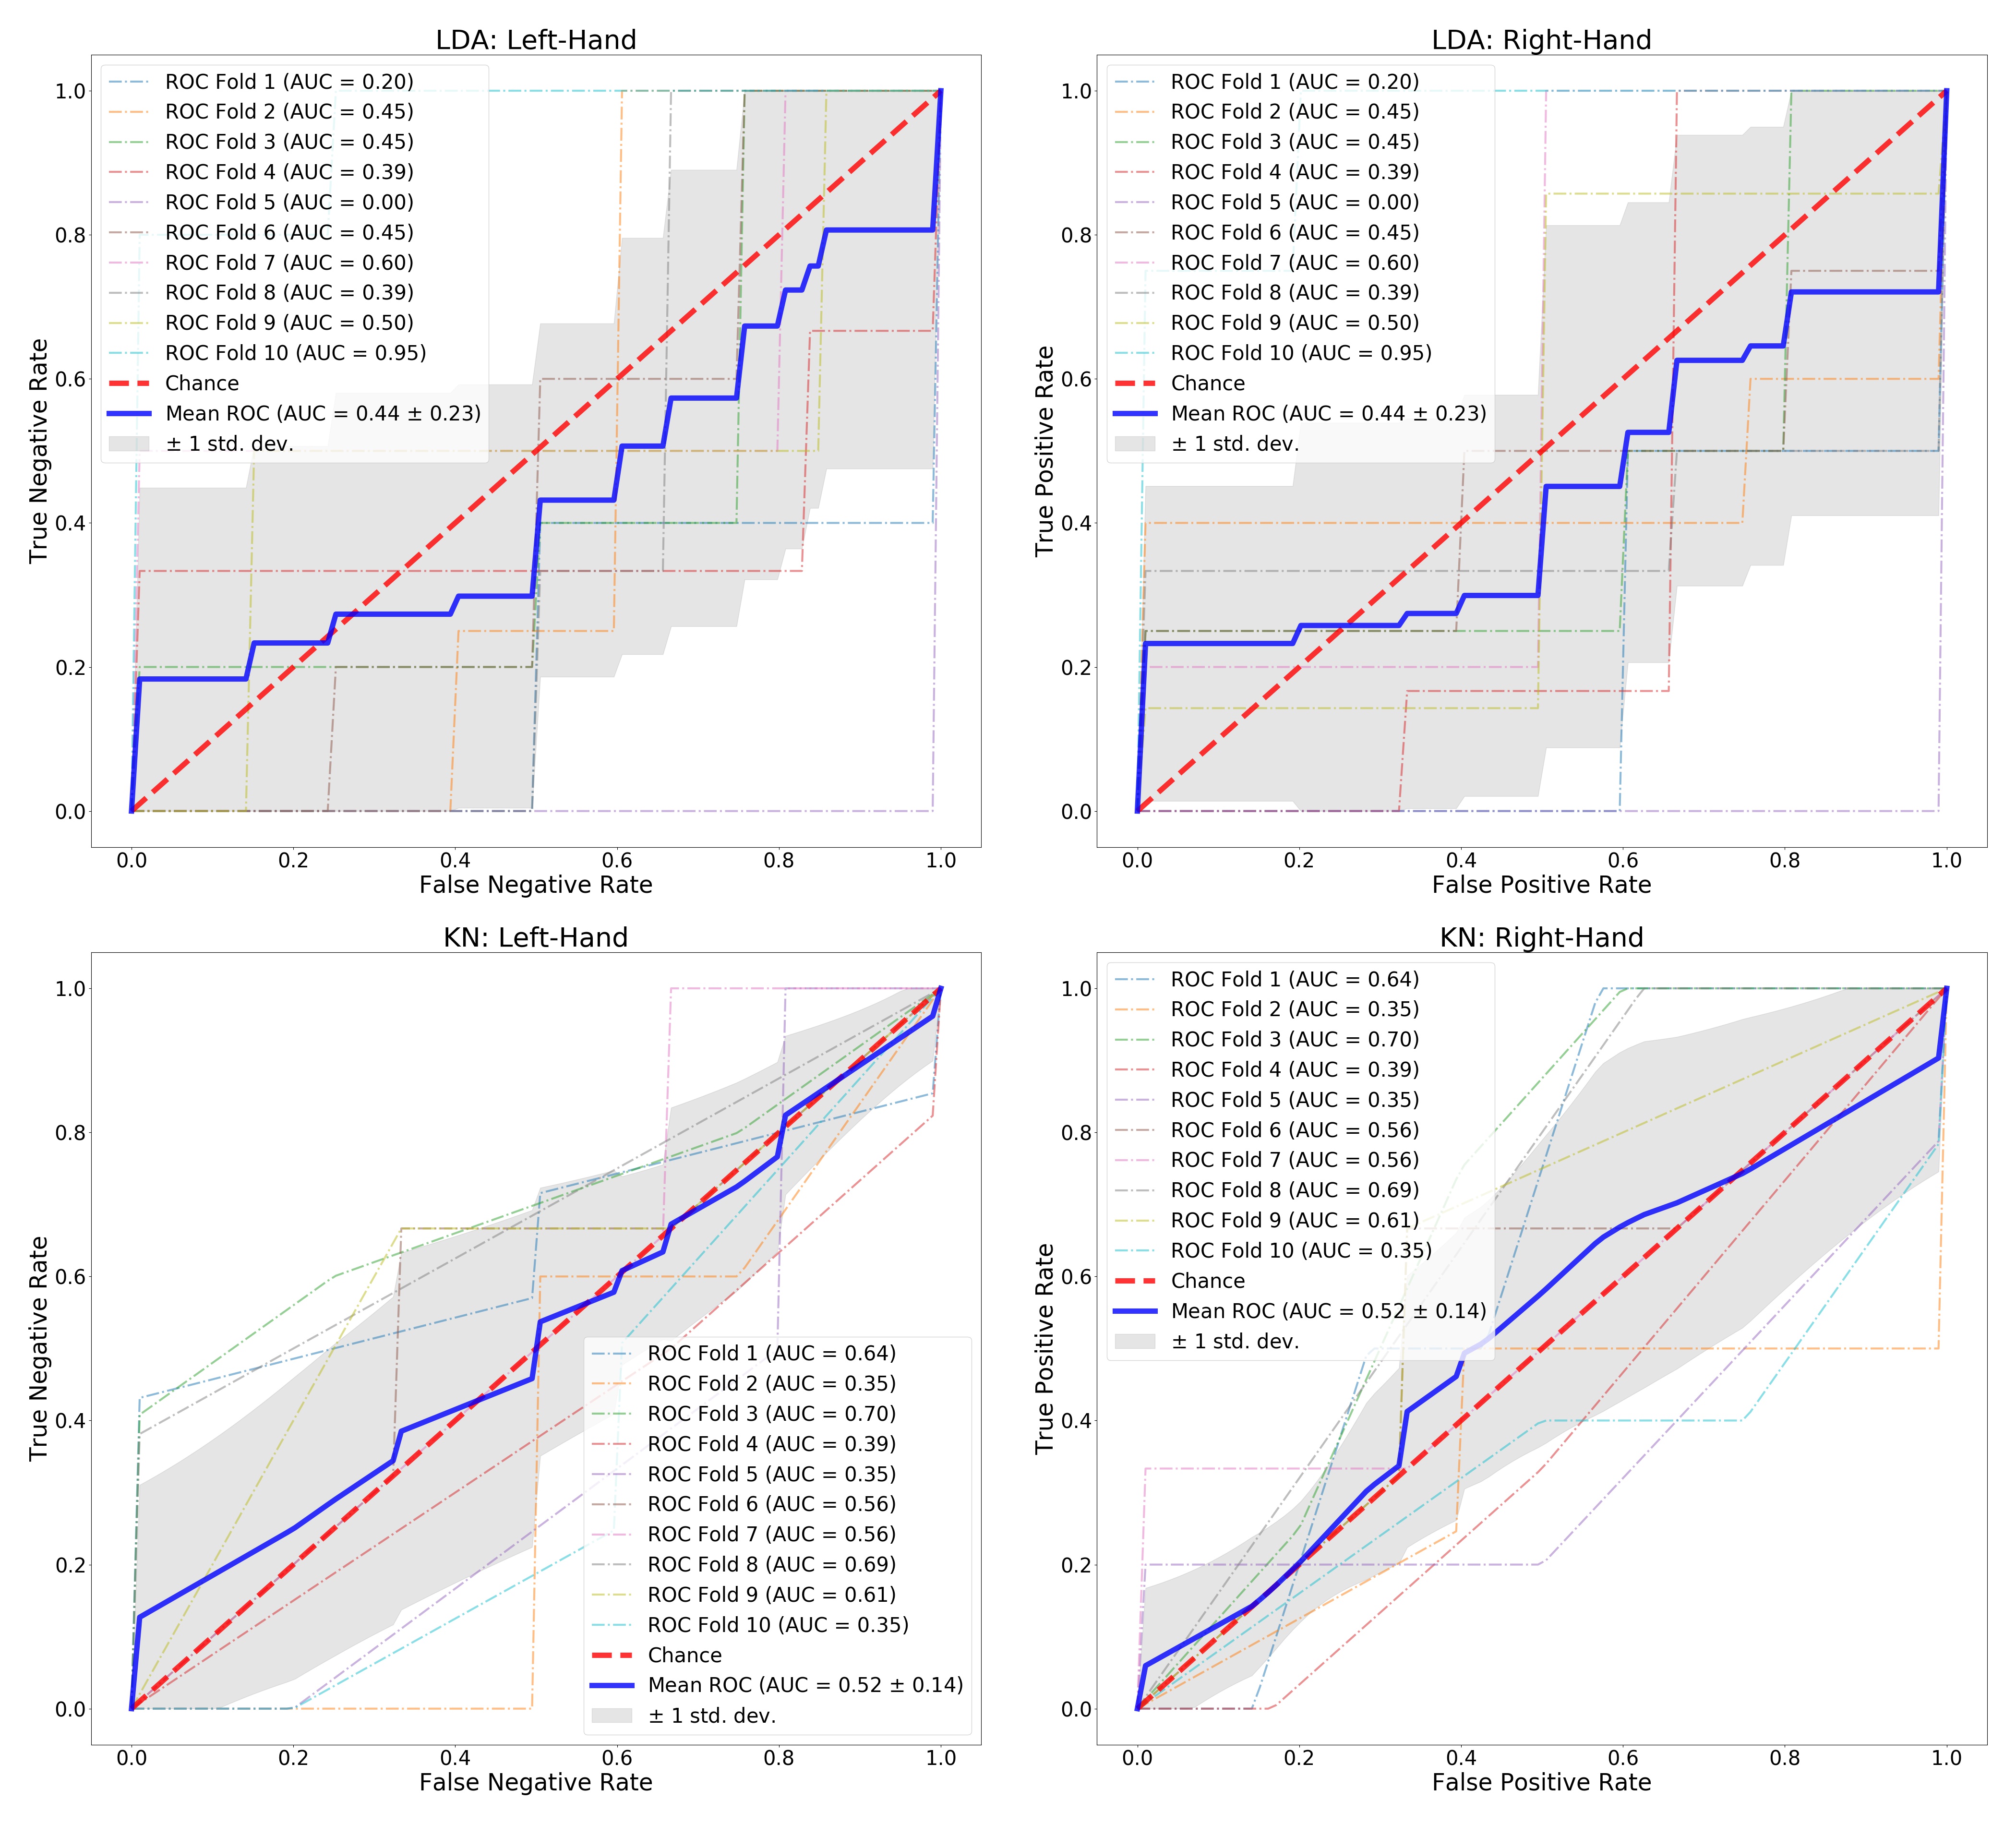 LDA: Left-Hand
ROC Fold 1 (AUC = 0.20)
ROC Fold 2 (AUC = 0.45)
ROC Fold 3 (AUC = 0.45)
ROC Fold 4 (AUC = 0.39)
ROC Fold 5 (AUC = 0.00)
ROC Fold 6 (AUC = 0.45)
ROC Fold 7 (AUC = 0.60)
ROC Fold 8 (AUC = 0.39)
ROC Fold 9 (AUC = 0.50)
ROC Fold 10 (AUC = 0.95)
Chance
Mean ROC (AUC = 0.44 ± 0.23)
± 1 std. dev.
True Negative Rate
1.0
0.8
0.6
0.4
0.2
0.0
0.0 0.2 0.4 0.6 0.8 1.0
False Negative Rate
LDA: Right-Hand
ROC Fold 1 (AUC = 0.20)
ROC Fold 2 (AUC = 0.45)
ROC Fold 3 (AUC = 0.45)
ROC Fold 4 (AUC = 0.39)
ROC Fold 5 (AUC = 0.00)
ROC Fold 6 (AUC = 0.45)
ROC Fold 7 (AUC = 0.60)
ROC Fold 8 (AUC = 0.39)
ROC Fold 9 (AUC = 0.50)
ROC Fold 10 (AUC = 0.95)
Chance
Mean ROC (AUC = 0.44 ± 0.23)
± 1 std. dev.
True Positive Rate
1.0
0.8
0.6
0.4
0.2
0.0
0.0 0.2 0.4 0.6 0.8 1.0
False Positive Rate
KN: Left-Hand
True Negative Rate
1.0
0.8
0.6
0.4
0.2
0.0
ROC Fold 1 (AUC = 0.64)
ROC Fold 2 (AUC = 0.35)
ROC Fold 3 (AUC = 0.70)
ROC Fold 4 (AUC = 0.39)
ROC Fold 5 (AUC = 0.35)
ROC Fold 6 (AUC = 0.56)
ROC Fold 7 (AUC = 0.56)
ROC Fold 8 (AUC = 0.69)
ROC Fold 9 (AUC = 0.61)
ROC Fold 10 (AUC = 0.35)
Chance
Mean ROC (AUC = 0.52 ± 0.14)
± 1 std. dev.
0.0 0.2 0.4 0.6 0.8 1.0
False Negative Rate
KN: Right-Hand
ROC Fold 1 (AUC = 0.64)
ROC Fold 2 (AUC = 0.35)
ROC Fold 3 (AUC = 0.70)
ROC Fold 4 (AUC = 0.39)
ROC Fold 5 (AUC = 0.35)
ROC Fold 6 (AUC = 0.56)
ROC Fold 7 (AUC = 0.56)
ROC Fold 8 (AUC = 0.69)
ROC Fold 9 (AUC = 0.61)
ROC Fold 10 (AUC = 0.35)
Chance
Mean ROC (AUC = 0.52 ± 0.14)
± 1 std. dev.
True Positive Rate
1.0
0.8
0.6
0.4
0.2
0.0
0.0 0.2 0.4 0.6 0.8 1.0
False Positive Rate